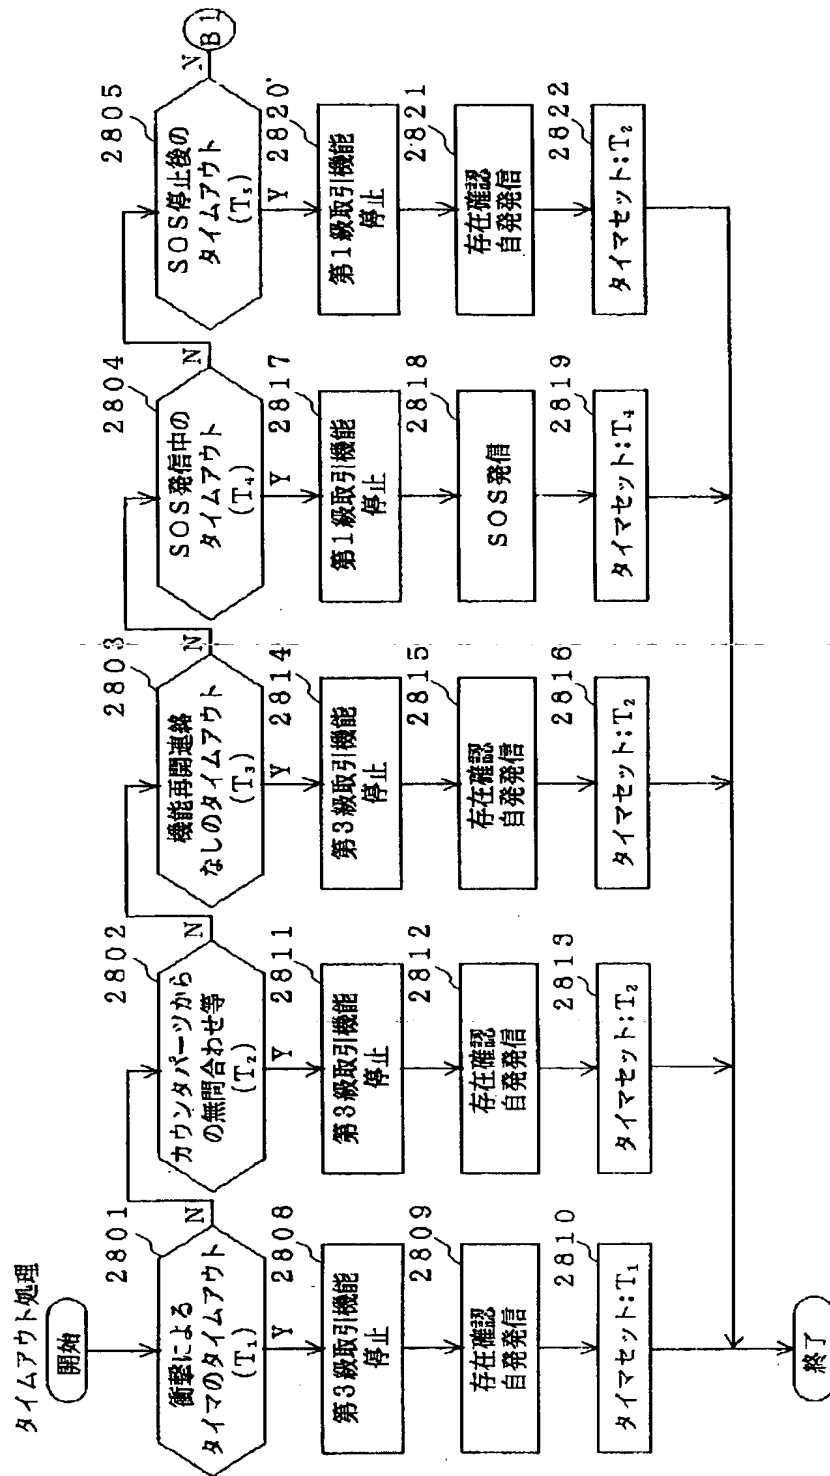 タイムアウト処理
開始
2801
衝撃による
タイマのタイムアウト
(T₁)
N
Y
2808
第3級取引機能
停止
2809
存在確認
自発発信
2810
タイマセット:T₁
2802
カウンタパーツから
の無問合わせ等
(T₂)
N
Y
2811
第3級取引機能
停止
2812
存在確認
自発発信
2813
タイマセット:T₂
2803
機能再開連絡
なしのタイムアウト
(T₃)
N
Y
2814
第3級取引機能
停止
2815
存在確認
自発発信
2816
タイマセット:T₂
2804
SOS発信中の
タイムアウト
(T₄)
N
Y
2817
第1級取引機能
停止
2818
SOS発信
2819
タイマセット:T₄
2805
SOS停止後の
タイムアウト
(T₅)
N
B1
Y
2820
第1級取引機能
停止
2821
存在確認
自発発信
2822
タイマセット:T₂
終了